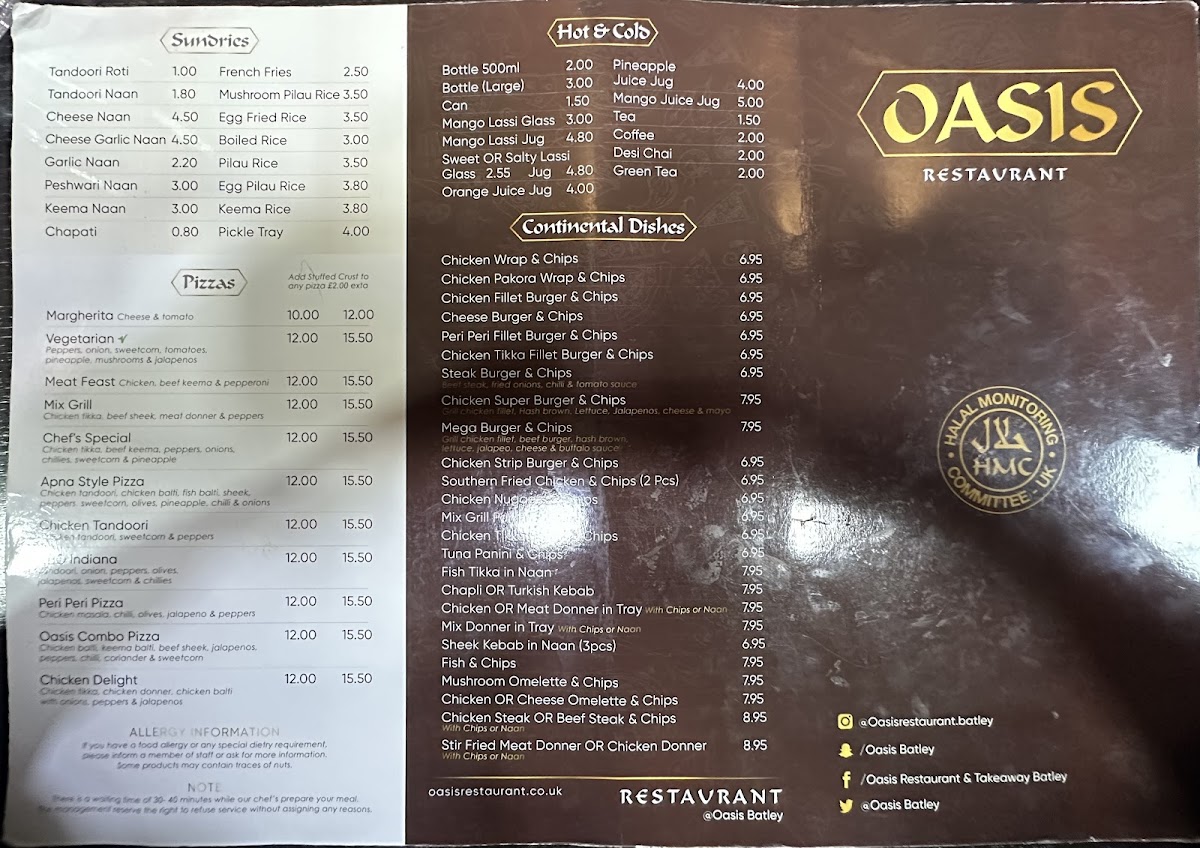 Sundries
Tandoori Roti 1.00 French Fries 2.50
Tandoori Naan 1.80 Mushroom Pilau Rice 3.50
Cheese Naan 4.50 Egg Fried Rice 3.50
Cheese Garlic Naan 4.50 Boiled Rice 3.00
Garlic Naan 2.20 Pilau Rice 3.50
Peshwari Naan 3.00 Egg Pilau Rice 3.80
Keema Naan 3.00 Keema Rice 3.80
Chapati 0.80 Pickle Tray 4.00
Pizzas
Add Stuffed Crust to
any pizza £2.00 exta
Margherita Cheese & tomato 10.00 12.00
Vegetarian 12.00 15.50
Peppers, onion, sweetcorn, tomatoes,
pineapple, mushrooms & jalapenos
Meat Feast Chicken, beef keema & pepperoni 12.00 15.50
Mix Grill 12.00 15.50
Chicken tikka, beef sheek, meat donner & peppers
Chef's Special 12.00 15.50
Chicken tikka, beef keema, peppers, onions,
chillies, sweetcorn & pineapple
Apna Style Pizza 12.00 15.50
Chicken tandoori, chicken balti, fish balti, sheek,
peppers, sweetcorn, olives, pineapple, chilli & onions
Chicken Tandoori 12.00 15.50
Chicken tandoori, sweetcorn & peppers
Indiana 12.00 15.50
onion, peppers, olives,
jalapenos, sweetcorn & chillies
Peri Peri Pizza 12.00 15.50
Chicken masala, chilli, olives, jalapeno & peppers
Oasis Combo Pizza 12.00 15.50
Chicken balti, keema balti, beef sheek, jalapenos,
peppers, chilli, coriander & sweetcorn
Chicken Delight 12.00 15.50
Chicken tikka, chicken donner, chicken balti
with onions, peppers & jalapenos
ALLERGY INFORMATION
If you have a food allergy or any special dietry requirement,
please inform a member of staff or ask for more information.
Some products may contain traces of nuts.
NOTE
There is a waiting time of 30- 40 minutes while our chef's prepare your meal.
The management reserve the right to refuse service without assigning any reasons.
Hot & Cold
Bottle 500ml 2.00
Bottle (Large) 3.00
Can 1.50
Mango Lassi Glass 3.00
Mango Lassi Jug 4.80
Sweet OR Salty Lassi
Glass 2.55 Jug 4.80
Orange Juice Jug 4.00
Pineapple
Juice Jug 4.00
Mango Juice Jug 5.00
Tea 1.50
Coffee 2.00
Desi Chai 2.00
Green Tea 2.00
Continental Dishes
Chicken Wrap & Chips 6.95
Chicken Pakora Wrap & Chips 6.95
Chicken Fillet Burger & Chips 6.95
Cheese Burger & Chips 6.95
Peri Peri Fillet Burger & Chips 6.95
Chicken Tikka Fillet Burger & Chips 6.95
Steak Burger & Chips 6.95
Beef steak, fried onions, chilli & tomato sauce
Chicken Super Burger & Chips 7.95
Grill chicken fillet, Hash brown, Lettuce, Jalapenos, cheese & mayo
Mega Burger & Chips 7.95
Grill chicken fillet, beef burger, hash brown,
lettuce, jalapeo, cheese & buffalo sauce
Chicken Strip Burger & Chips 6.95
Southern Fried Chicken & Chips (2 Pcs) 6.95
Chicken 6.95
Mix Grill 6.95
Chicken Chips 6.95
Tuna Panini & Chips 6.95
Fish Tikka in Naan 7.95
Chapli OR Turkish Kebab 7.95
Chicken OR Meat Donner in Tray With Chips or Naan 7.95
Mix Donner in Tray With Chips or Naan 7.95
Sheek Kebab in Naan (3pcs) 6.95
Fish & Chips 7.95
Mushroom Omelette & Chips 7.95
Chicken OR Cheese Omelette & Chips 7.95
Chicken Steak OR Beef Steak & Chips 8.95
With Chips or Naan
Stir Fried Meat Donner OR Chicken Donner 8.95
With Chips or Naan
oasisrestaurant.co.uk
RESTAURANT
@Oasis Batley
OASIS
RESTAURANT
HALAL MONITORING
حلال
HMC
COMMITTEE - UK
@Oasisrestaurant.batley
/Oasis Batley
/Oasis Restaurant & Takeaway Batley
@Oasis Batley